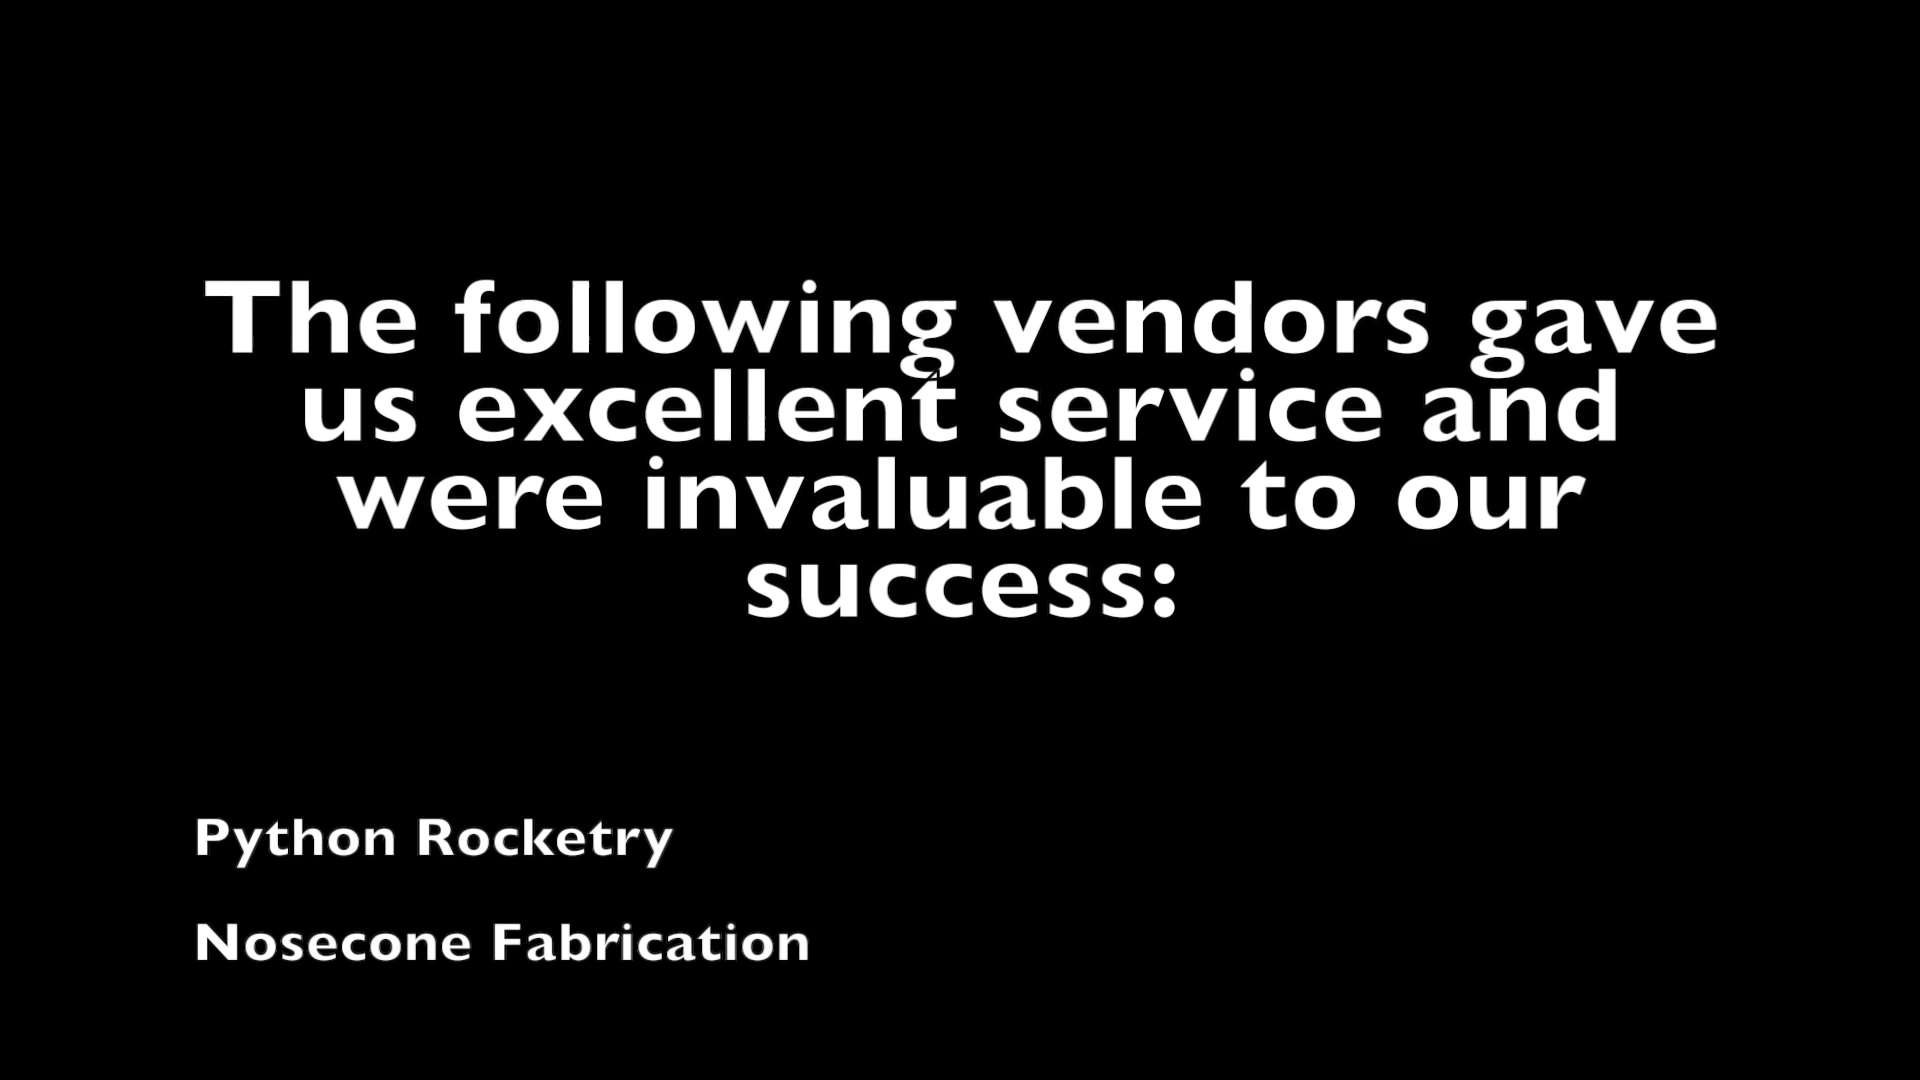 The following vendors gave
us excellent service and
were invaluable to our
success:
Python Rocketry
Nosecone Fabrication